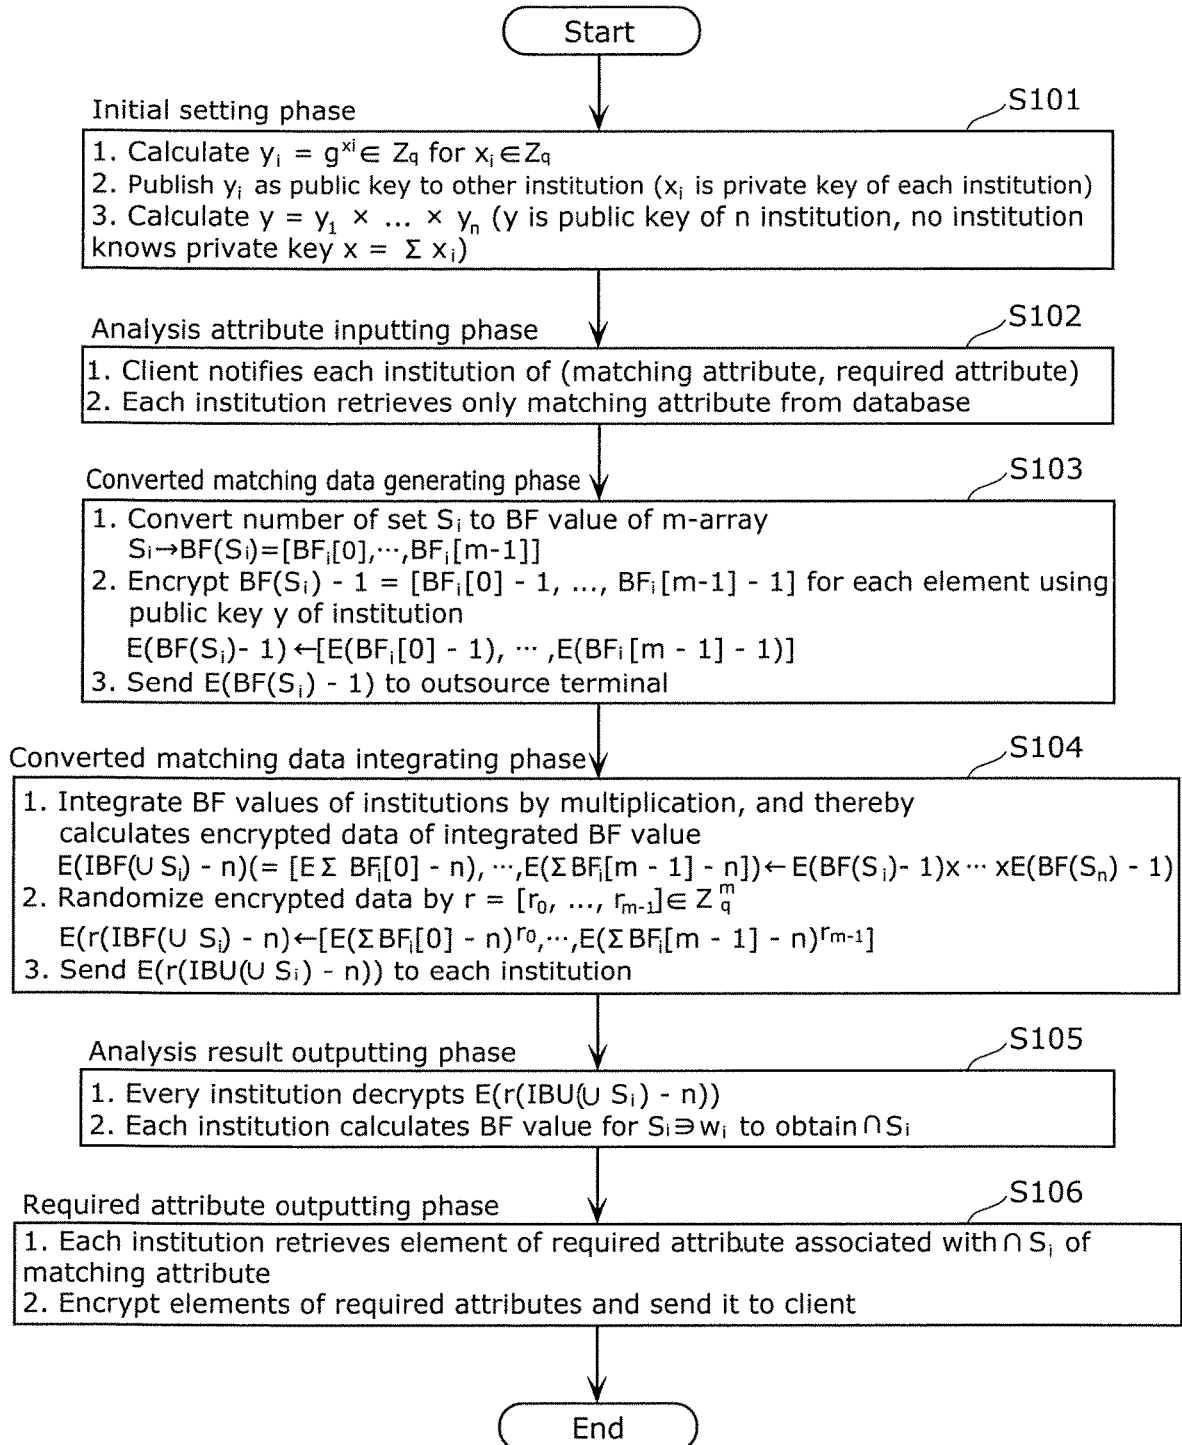 Start
S101
Initial setting phase
1. Calculate yᵢ = gˣⁱ∈ Zq for xᵢ∈Zq
2. Publish yᵢ as public key to other institution (xᵢ is private key of each institution)
3. Calculate y = y₁ × ... × yₙ (y is public key of n institution, no institution
knows private key x = Σ xᵢ)
S102
Analysis attribute inputting phase
1. Client notifies each institution of (matching attribute, required attribute)
2. Each institution retrieves only matching attribute from database
S103
Converted matching data generating phase
1. Convert number of set Sᵢ to BF value of m-array
Sᵢ→BF(Sᵢ)=[BFᵢ[0],⋯,BFᵢ[m-1]]
2. Encrypt BF(Sᵢ) - 1 = [BFᵢ[0] - 1, ..., BFᵢ[m-1] - 1] for each element using
public key y of institution
E(BF(Sᵢ)- 1)←[E(BFᵢ[0] - 1), ⋯ ,E(BFᵢ[m - 1] - 1)]
3. Send E(BF(Sᵢ) - 1) to outsource terminal
S104
Converted matching data integrating phase
1. Integrate BF values of institutions by multiplication, and thereby
calculates encrypted data of integrated BF value
E(IBF(∪ Sᵢ) - n)(= [E Σ BFᵢ[0] - n), ⋯,E(ΣBFᵢ[m - 1] - n])← E(BF(Sᵢ)- 1)x ⋯ xE(BF(Sₙ) - 1)
2. Randomize encrypted data by r = [r₀, ..., rₘ₋₁]∈ Z_q^m
E(r(IBF(∪ Sᵢ) - n)←[E(ΣBFᵢ[0] - n)^r₀,⋯,E(ΣBFᵢ[m - 1] - n)^rₘ₋₁]
3. Send E(r(IBU(∪ Sᵢ) - n)) to each institution
S105
Analysis result outputting phase
1. Every institution decrypts E(r(IBU(∪ Sᵢ) - n))
2. Each institution calculates BF value for Sᵢ∋wᵢ to obtain ∩ Sᵢ
S106
Required attribute outputting phase
1. Each institution retrieves element of required attribute associated with ∩ Sᵢ of
matching attribute
2. Encrypt elements of required attributes and send it to client
End